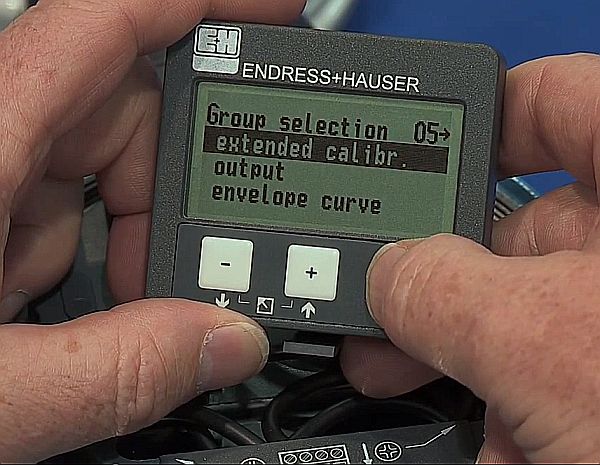 E+H
ENDRESS+HAUSER
Group selection 05→
extended calibr.
output
envelope curve
- +